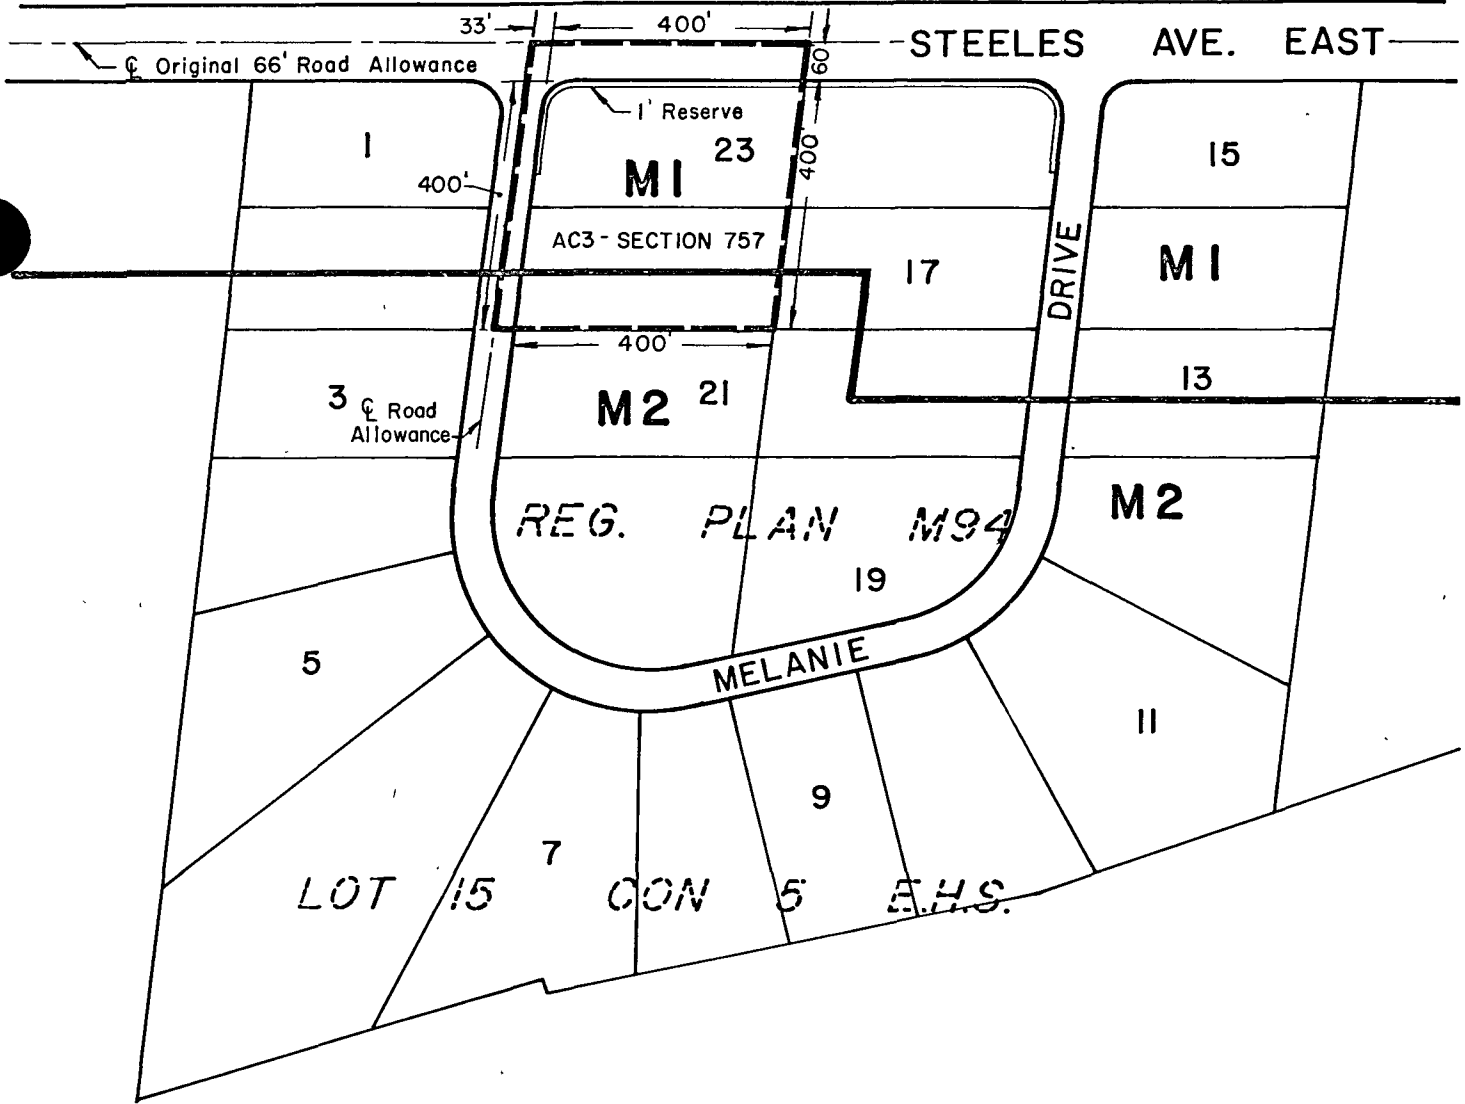 33' 400'
STEELES AVE. EAST
℄ Original 66' Road Allowance
60'
1' Reserve
1
23
15
400'
M1
400'
AC3 - SECTION 757
17
DRIVE
M1
400'
3
℄ Road
Allowance
M2
21
13
M2
REG. PLAN M94
19
5
MELANIE
11
9
7
LOT 15 CON 5 E.H.S.